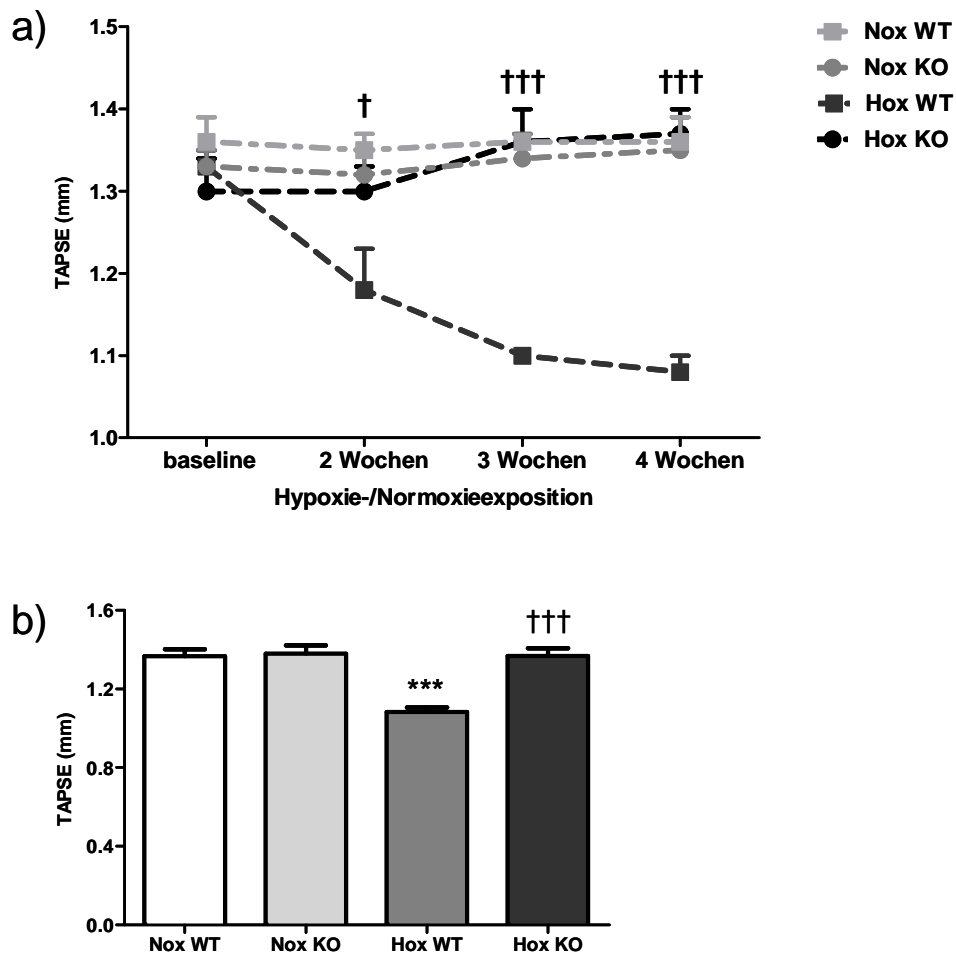 a)
1.5
1.4
1.3
1.2
1.1
1.0
TAPSE (mm)
† ††† †††
baseline 2 Wochen 3 Wochen 4 Wochen
Hypoxie-/Normoxieexposition
Nox WT
Nox KO
Hox WT
Hox KO
b)
1.6
1.2
0.8
0.4
0.0
TAPSE (mm)
*** †††
Nox WT Nox KO Hox WT Hox KO